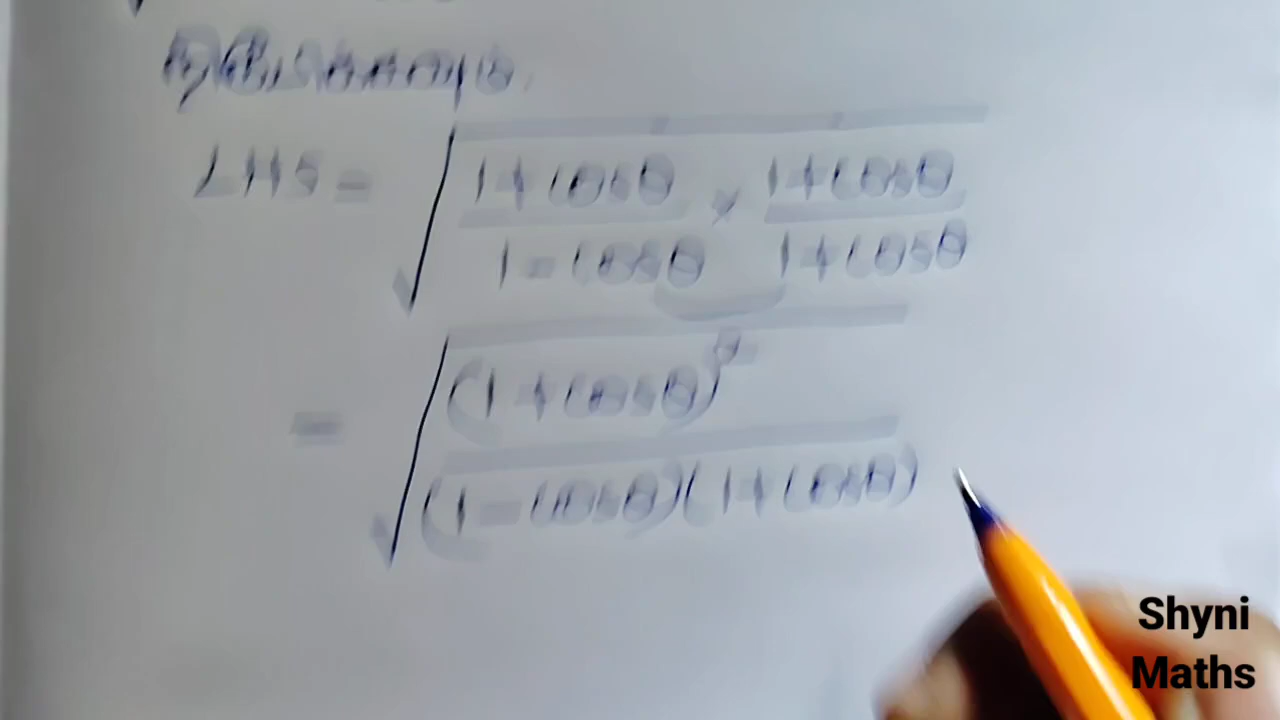 LHS = √(1+cosθ / 1-cosθ × 1+cosθ / 1+cosθ)
= √((1+cosθ)² / (1-cosθ)(1+cosθ))
Shyni
Maths